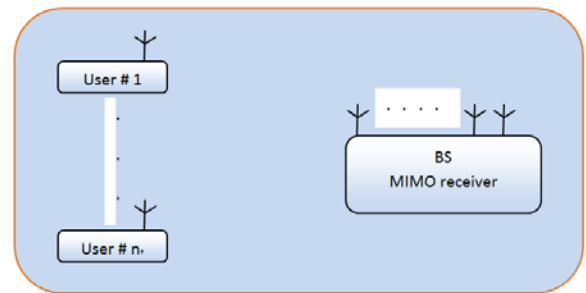 User # 1
. . . .
BS
MIMO receiver
User # nₜ